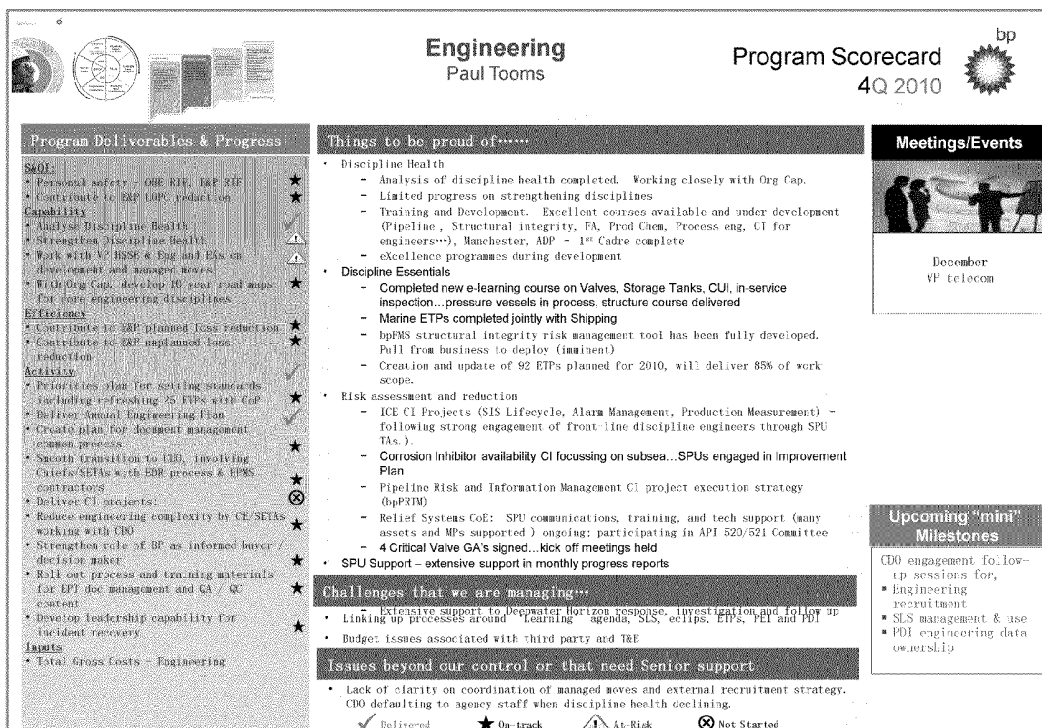 Engineering
Paul Tooms
Program Scorecard
4Q 2010
bp
Program Deliverables & Progress
S&OI:
• Personal safety - OBE RIF, E&P RIF
• Contribute to E&P LOPC reduction
Capability
• Analyse Discipline Health
• Strengthen Discipline Health
• Work with VP HSSE & Eng and EAs on
development and managed moves
• With Org Cap, develop 10 year road maps
for core engineering disciplines
Efficiency
• Contribute to E&P planned loss reduction
• Contribute to E&P unplanned loss
reduction
Activity
• Priorities plan for setting standards
including refreshing 25 ETPs with CoP
• Deliver Annual Engineering Plan
• Create plan for document management
common process
• Smooth transition to CDO, involving
Chiefs/SETAs with EDR process & EPMS
contractors
• Deliver CI projects:
• Reduce engineering complexity by CE/SETAs
working with CDO
• Strengthen role of BP as informed buyer /
decision maker
• Roll out process and training materials
for EPT doc management and QA / QC
content
• Develop leadership capability for
incident recovery
Inputs
• Total Gross Costs - Engineering
Things to be proud of……
• Discipline Health
– Analysis of discipline health completed. Working closely with Org Cap.
– Limited progress on strengthening disciplines
– Training and Development. Excellent courses available and under development
(Pipeline, Structural integrity, FA, Prod Chem, Process eng, CT for
engineers…), Manchester, ADP - 1st Cadre complete
– eXcellence programmes during development
• Discipline Essentials
– Completed new e-learning course on Valves, Storage Tanks, CUI, in-service
inspection…pressure vessels in process, structure course delivered
– Marine ETPs completed jointly with Shipping
– bpFMS structural integrity risk management tool has been fully developed.
Pull from business to deploy (imminent)
– Creation and update of 92 ETPs planned for 2010, will deliver 85% of work
scope.
• Risk assessment and reduction
– ICE CI Projects (SIS Lifecycle, Alarm Management, Production Measurement) –
following strong engagement of front-line discipline engineers through SPU
TAs.).
– Corrosion Inhibitor availability CI focussing on subsea…SPUs engaged in Improvement
Plan
– Pipeline Risk and Information Management CI project execution strategy
(bpPRIM)
– Relief Systems CoE: SPU communications, training, and tech support (many
assets and MPs supported ) ongoing; participating in API 520/521 Committee
– 4 Critical Valve GA's signed…kick off meetings held
• SPU Support – extensive support in monthly progress reports
Challenges that we are managing…
– Extensive support to Deepwater Horizon response, investigation and follow up
• Linking up processes around "Learning" agenda, SLS, eclips, ETPs, PEI and PDI
• Budget issues associated with third party and T&E
Issues beyond our control or that need Senior support
• Lack of clarity on coordination of managed moves and external recruitment strategy.
CDO defaulting to agency staff when discipline health declining.
Delivered On-track At-Risk Not Started
Meetings/Events
December
VP telecom
Upcoming "mini"
Milestones
CDO engagement follow-
up sessions for,
▪ Engineering
recruitment
▪ SLS management & use
▪ PDI engineering data
ownership